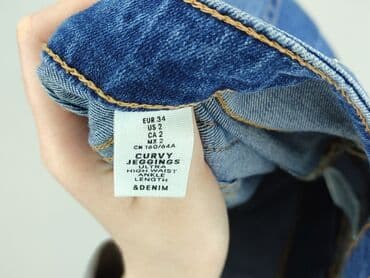 EUR 34
US 2
CA 2
MX 2
CN 160/64A
CURVY
JEGGINGS
ULTRA
HIGH WAIST
ANKLE
LENGTH
&DENIM